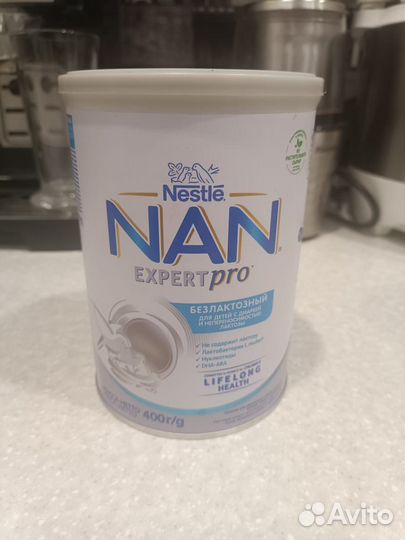 Nestlé
NAN
EXPERTpro
БЕЗЛАКТОЗНЫЙ
ДЛЯ ДЕТЕЙ С ДИАРЕЕЙ
И НЕПЕРЕНОСИМОСТЬЮ
ЛАКТОЗЫ
Не содержит лактозу
Лактобактерии L. reuteri
Нуклеотиды
DHA-ARA
LIFELONG
HEALTH
400 г/g
Avito